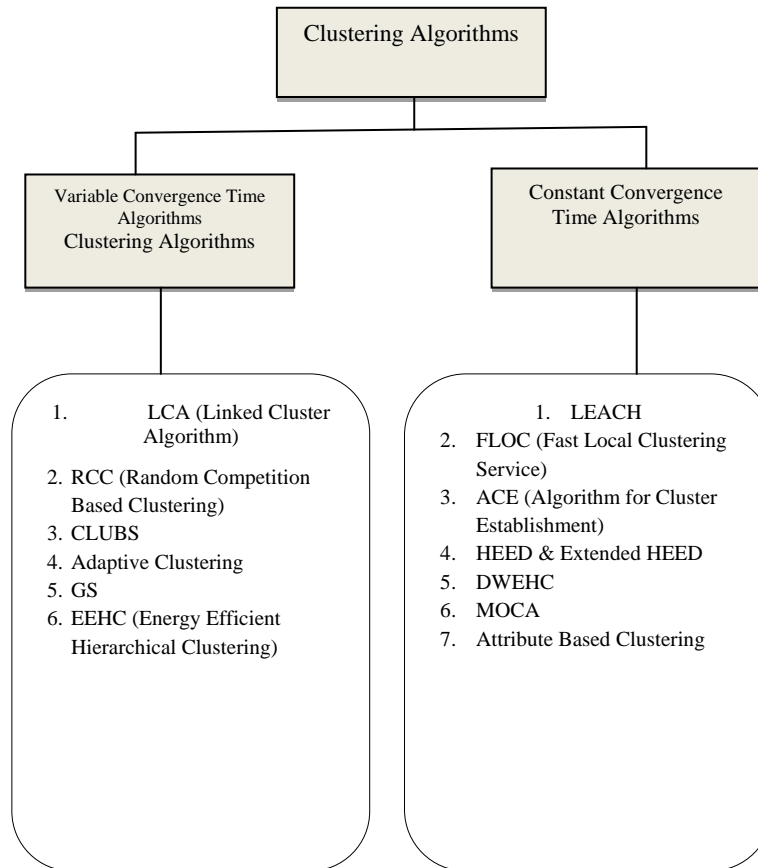 Clustering Algorithms
Variable Convergence Time
Algorithms
Clustering Algorithms
Constant Convergence
Time Algorithms
1. LCA (Linked Cluster
Algorithm)
2. RCC (Random Competition
Based Clustering)
3. CLUBS
4. Adaptive Clustering
5. GS
6. EEHC (Energy Efficient
Hierarchical Clustering)
1. LEACH
2. FLOC (Fast Local Clustering
Service)
3. ACE (Algorithm for Cluster
Establishment)
4. HEED & Extended HEED
5. DWEHC
6. MOCA
7. Attribute Based Clustering